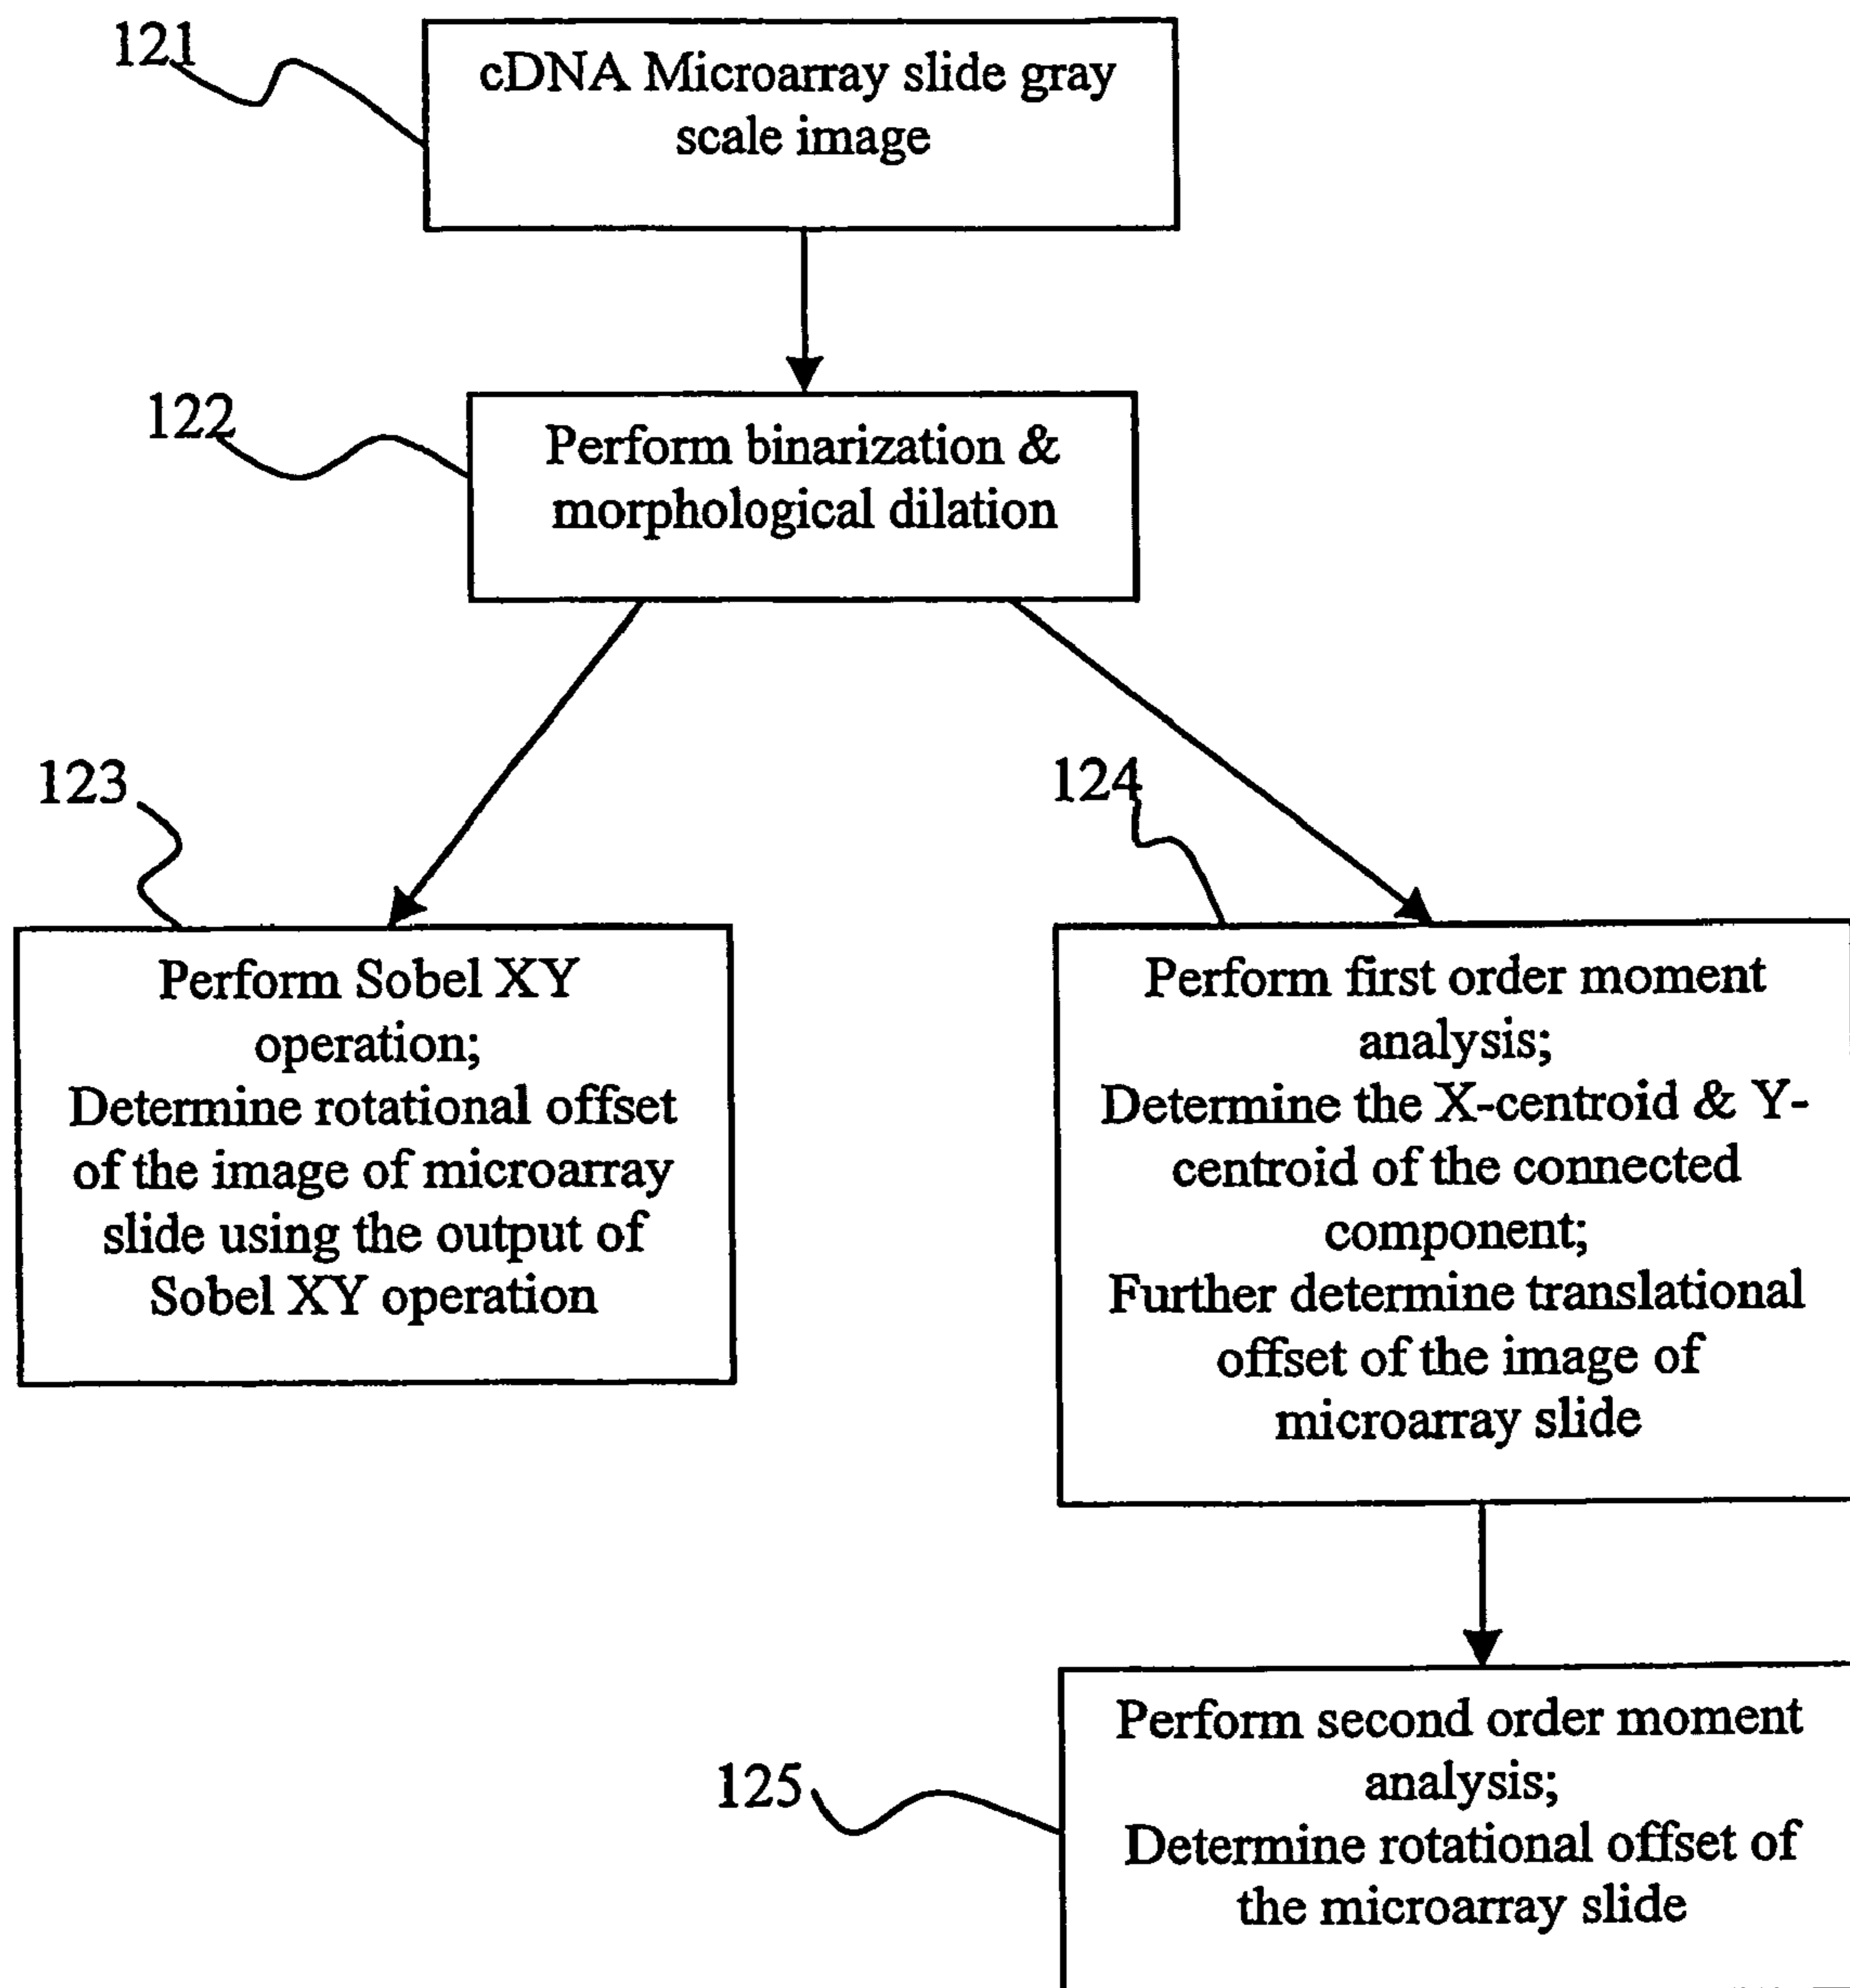 121
cDNA Microarray slide gray
scale image
122
Perform binarization &
morphological dilation
123
Perform Sobel XY
operation;
Determine rotational offset
of the image of microarray
slide using the output of
Sobel XY operation
124
Perform first order moment
analysis;
Determine the X-centroid & Y-
centroid of the connected
component;
Further determine translational
offset of the image of
microarray slide
125
Perform second order moment
analysis;
Determine rotational offset of
the microarray slide